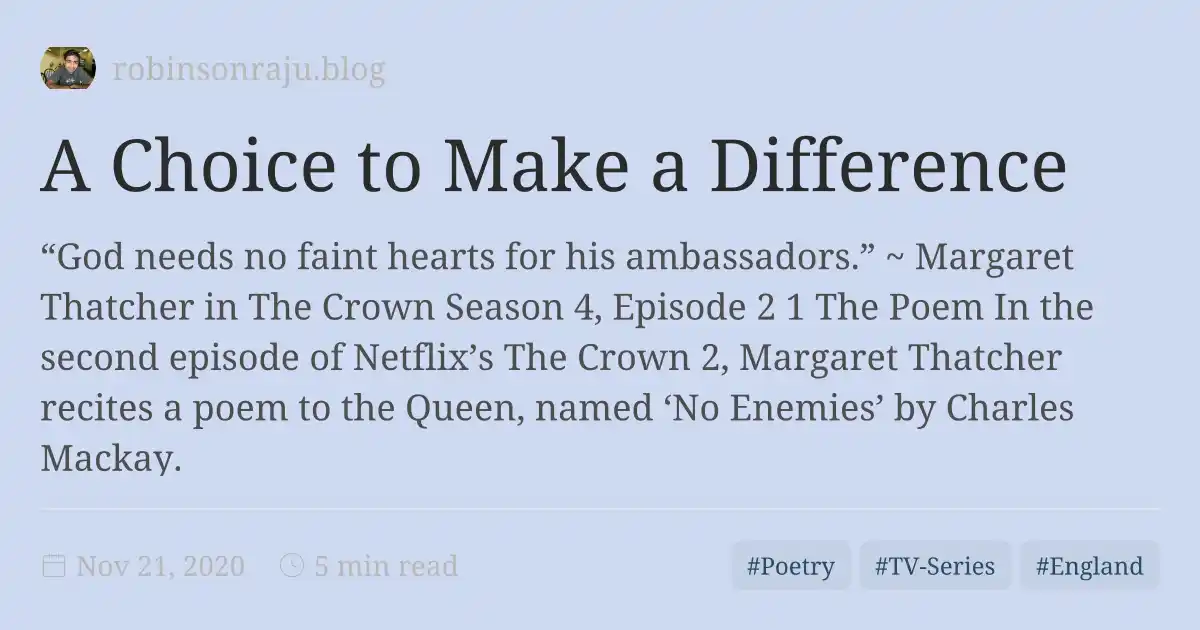 robinsonraju.blog
A Choice to Make a Difference
“God needs no faint hearts for his ambassadors.” ~ Margaret
Thatcher in The Crown Season 4, Episode 2 1 The Poem In the
second episode of Netflix’s The Crown 2, Margaret Thatcher
recites a poem to the Queen, named ‘No Enemies’ by Charles
Mackay.
Nov 21, 2020 5 min read #Poetry #TV-Series #England